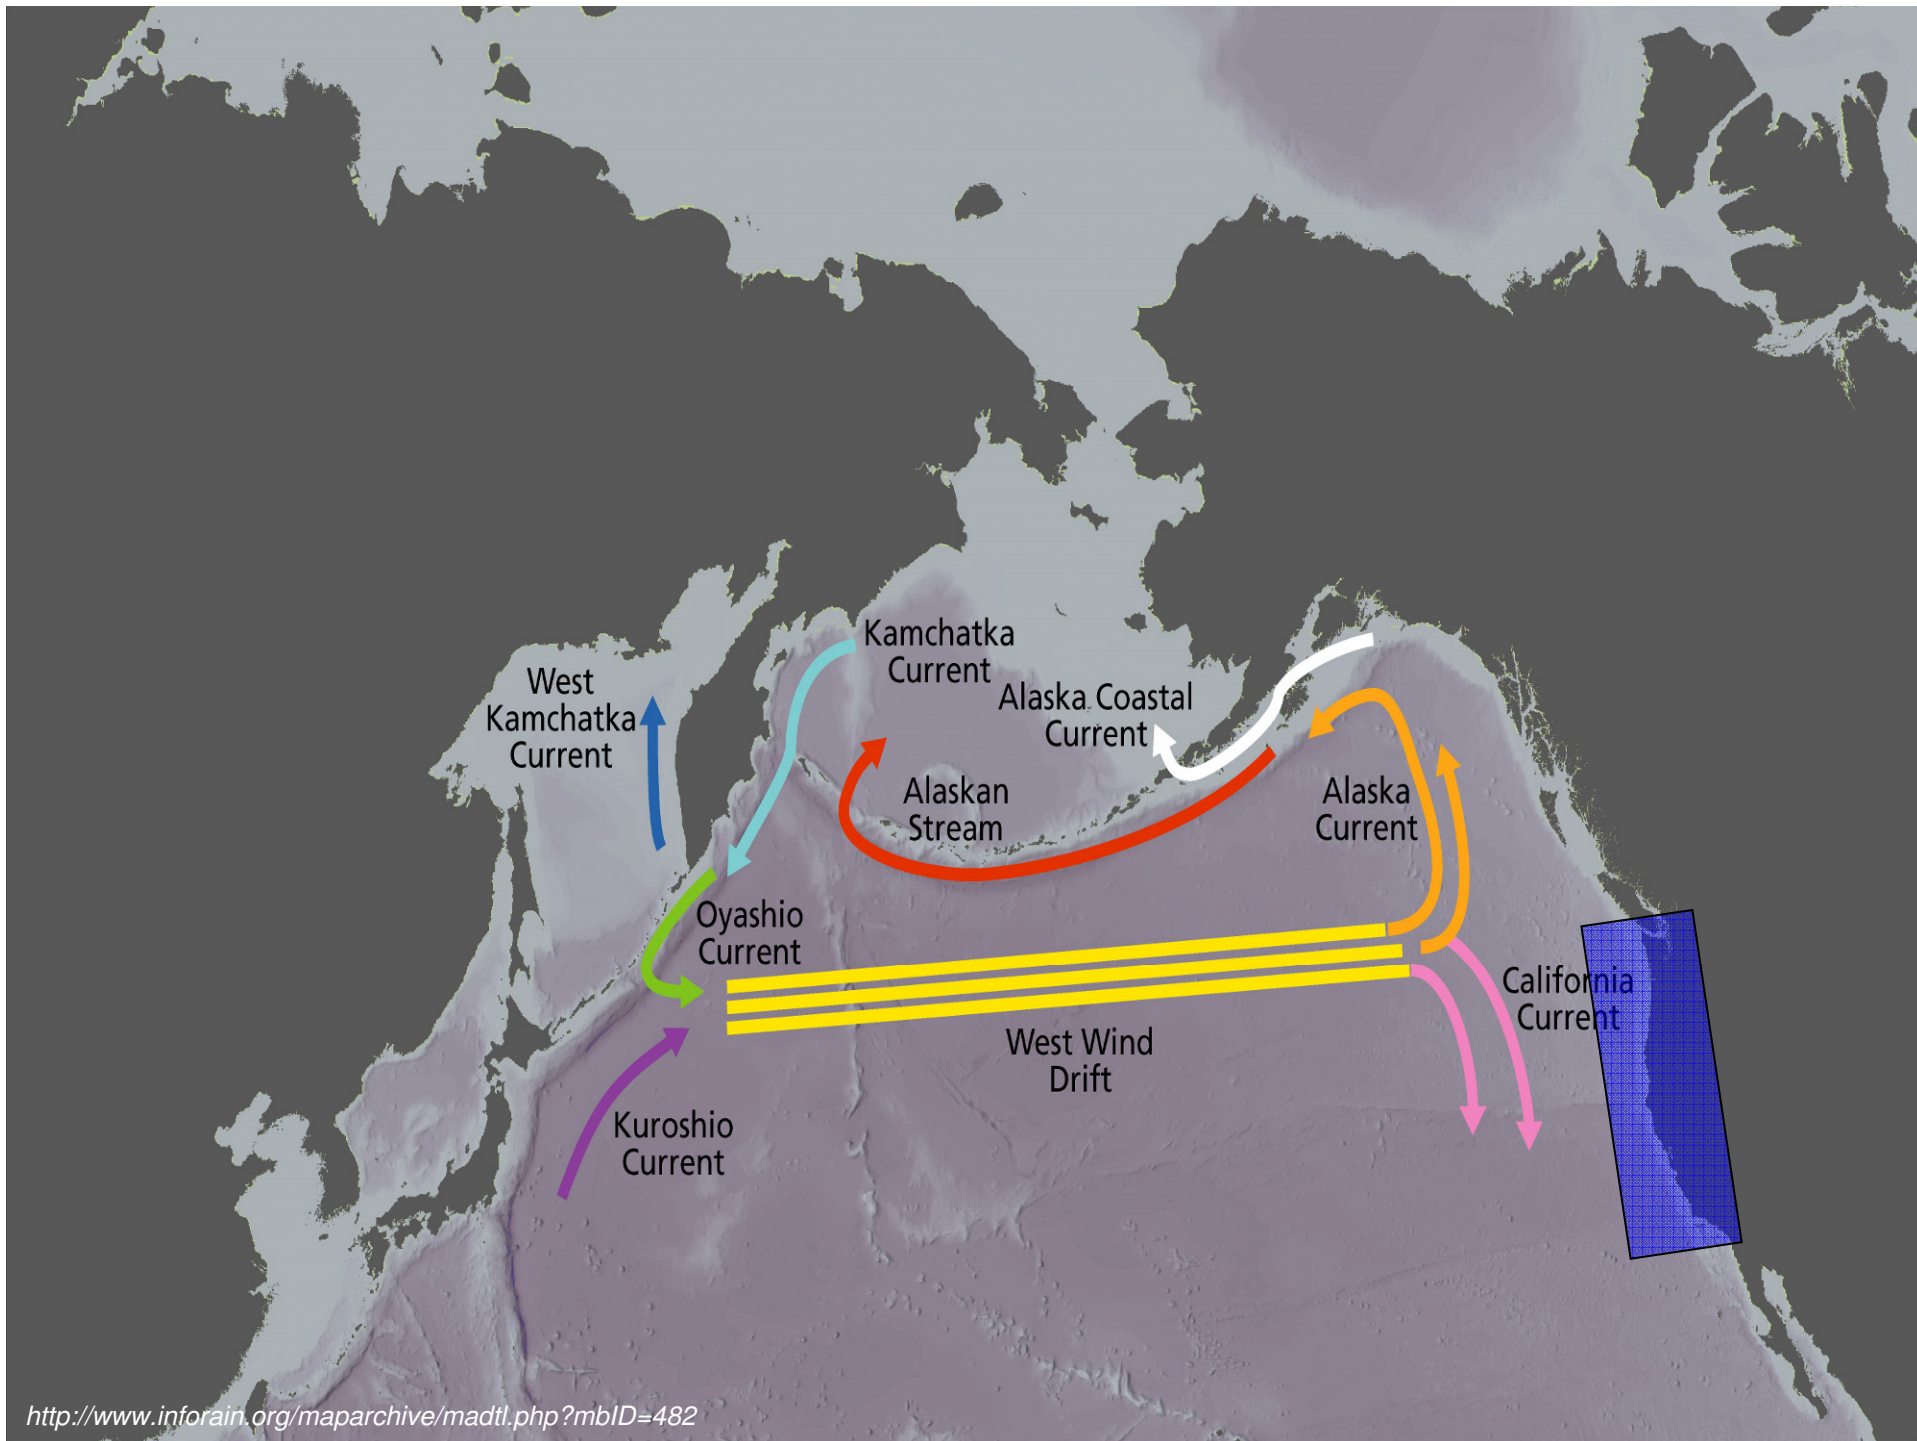 Kamchatka
Current
West
Kamchatka
Current
Alaska Coastal
Current
Alaskan
Stream
Alaska
Current
Oyashio
Current
California
Current
West Wind
Drift
Kuroshio
Current
http://www.inforain.org/maparchive/madtl.php?mbID=482